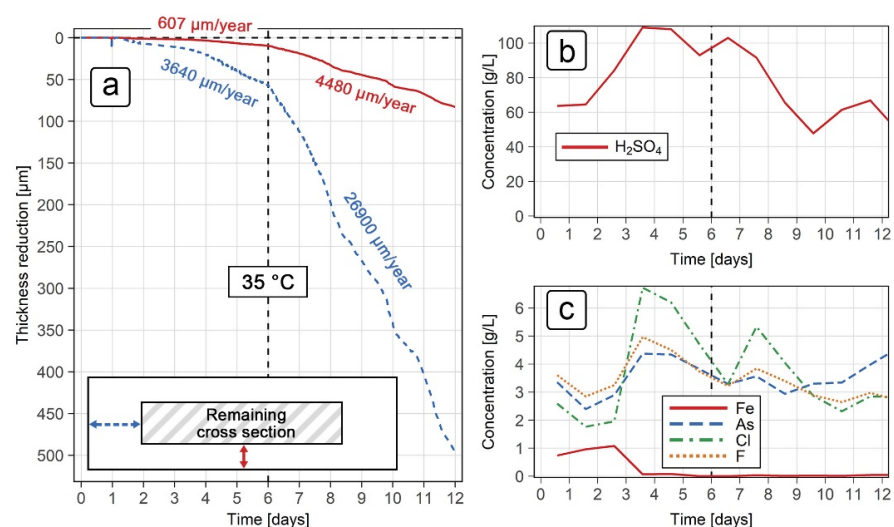 607 µm/year
a
3640 µm/year
4480 µm/year
26900 µm/year
35 °C
Remaining
cross section
Thickness reduction [µm]
0
50
100
150
200
250
300
350
400
450
500
0 1 2 3 4 5 6 7 8 9 10 11 12
Time [days]
b
H₂SO₄
Concentration [g/L]
100
80
60
40
20
0
0 1 2 3 4 5 6 7 8 9 10 11 12
Time [days]
c
Fe
As
Cl
F
Concentration [g/L]
6
5
4
3
2
1
0
0 1 2 3 4 5 6 7 8 9 10 11 12
Time [days]